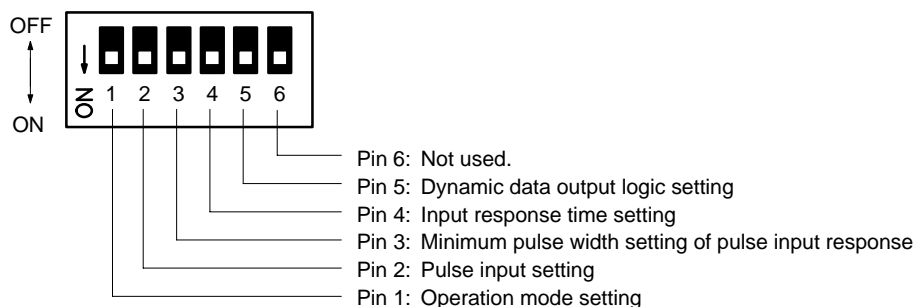 OFF
ON
ON
1 2 3 4 5 6
Pin 6: Not used.
Pin 5: Dynamic data output logic setting
Pin 4: Input response time setting
Pin 3: Minimum pulse width setting of pulse input response
Pin 2: Pulse input setting
Pin 1: Operation mode setting